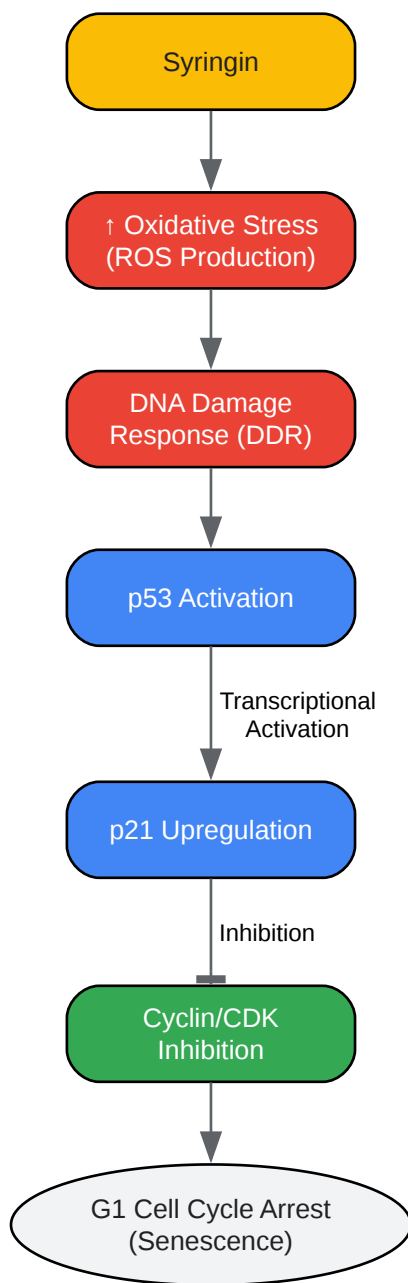 Syringin
↑ Oxidative Stress
(ROS Production)
DNA Damage
Response (DDR)
p53 Activation
Transcriptional
Activation
p21 Upregulation
Inhibition
Cyclin/CDK
Inhibition
G1 Cell Cycle Arrest
(Senescence)